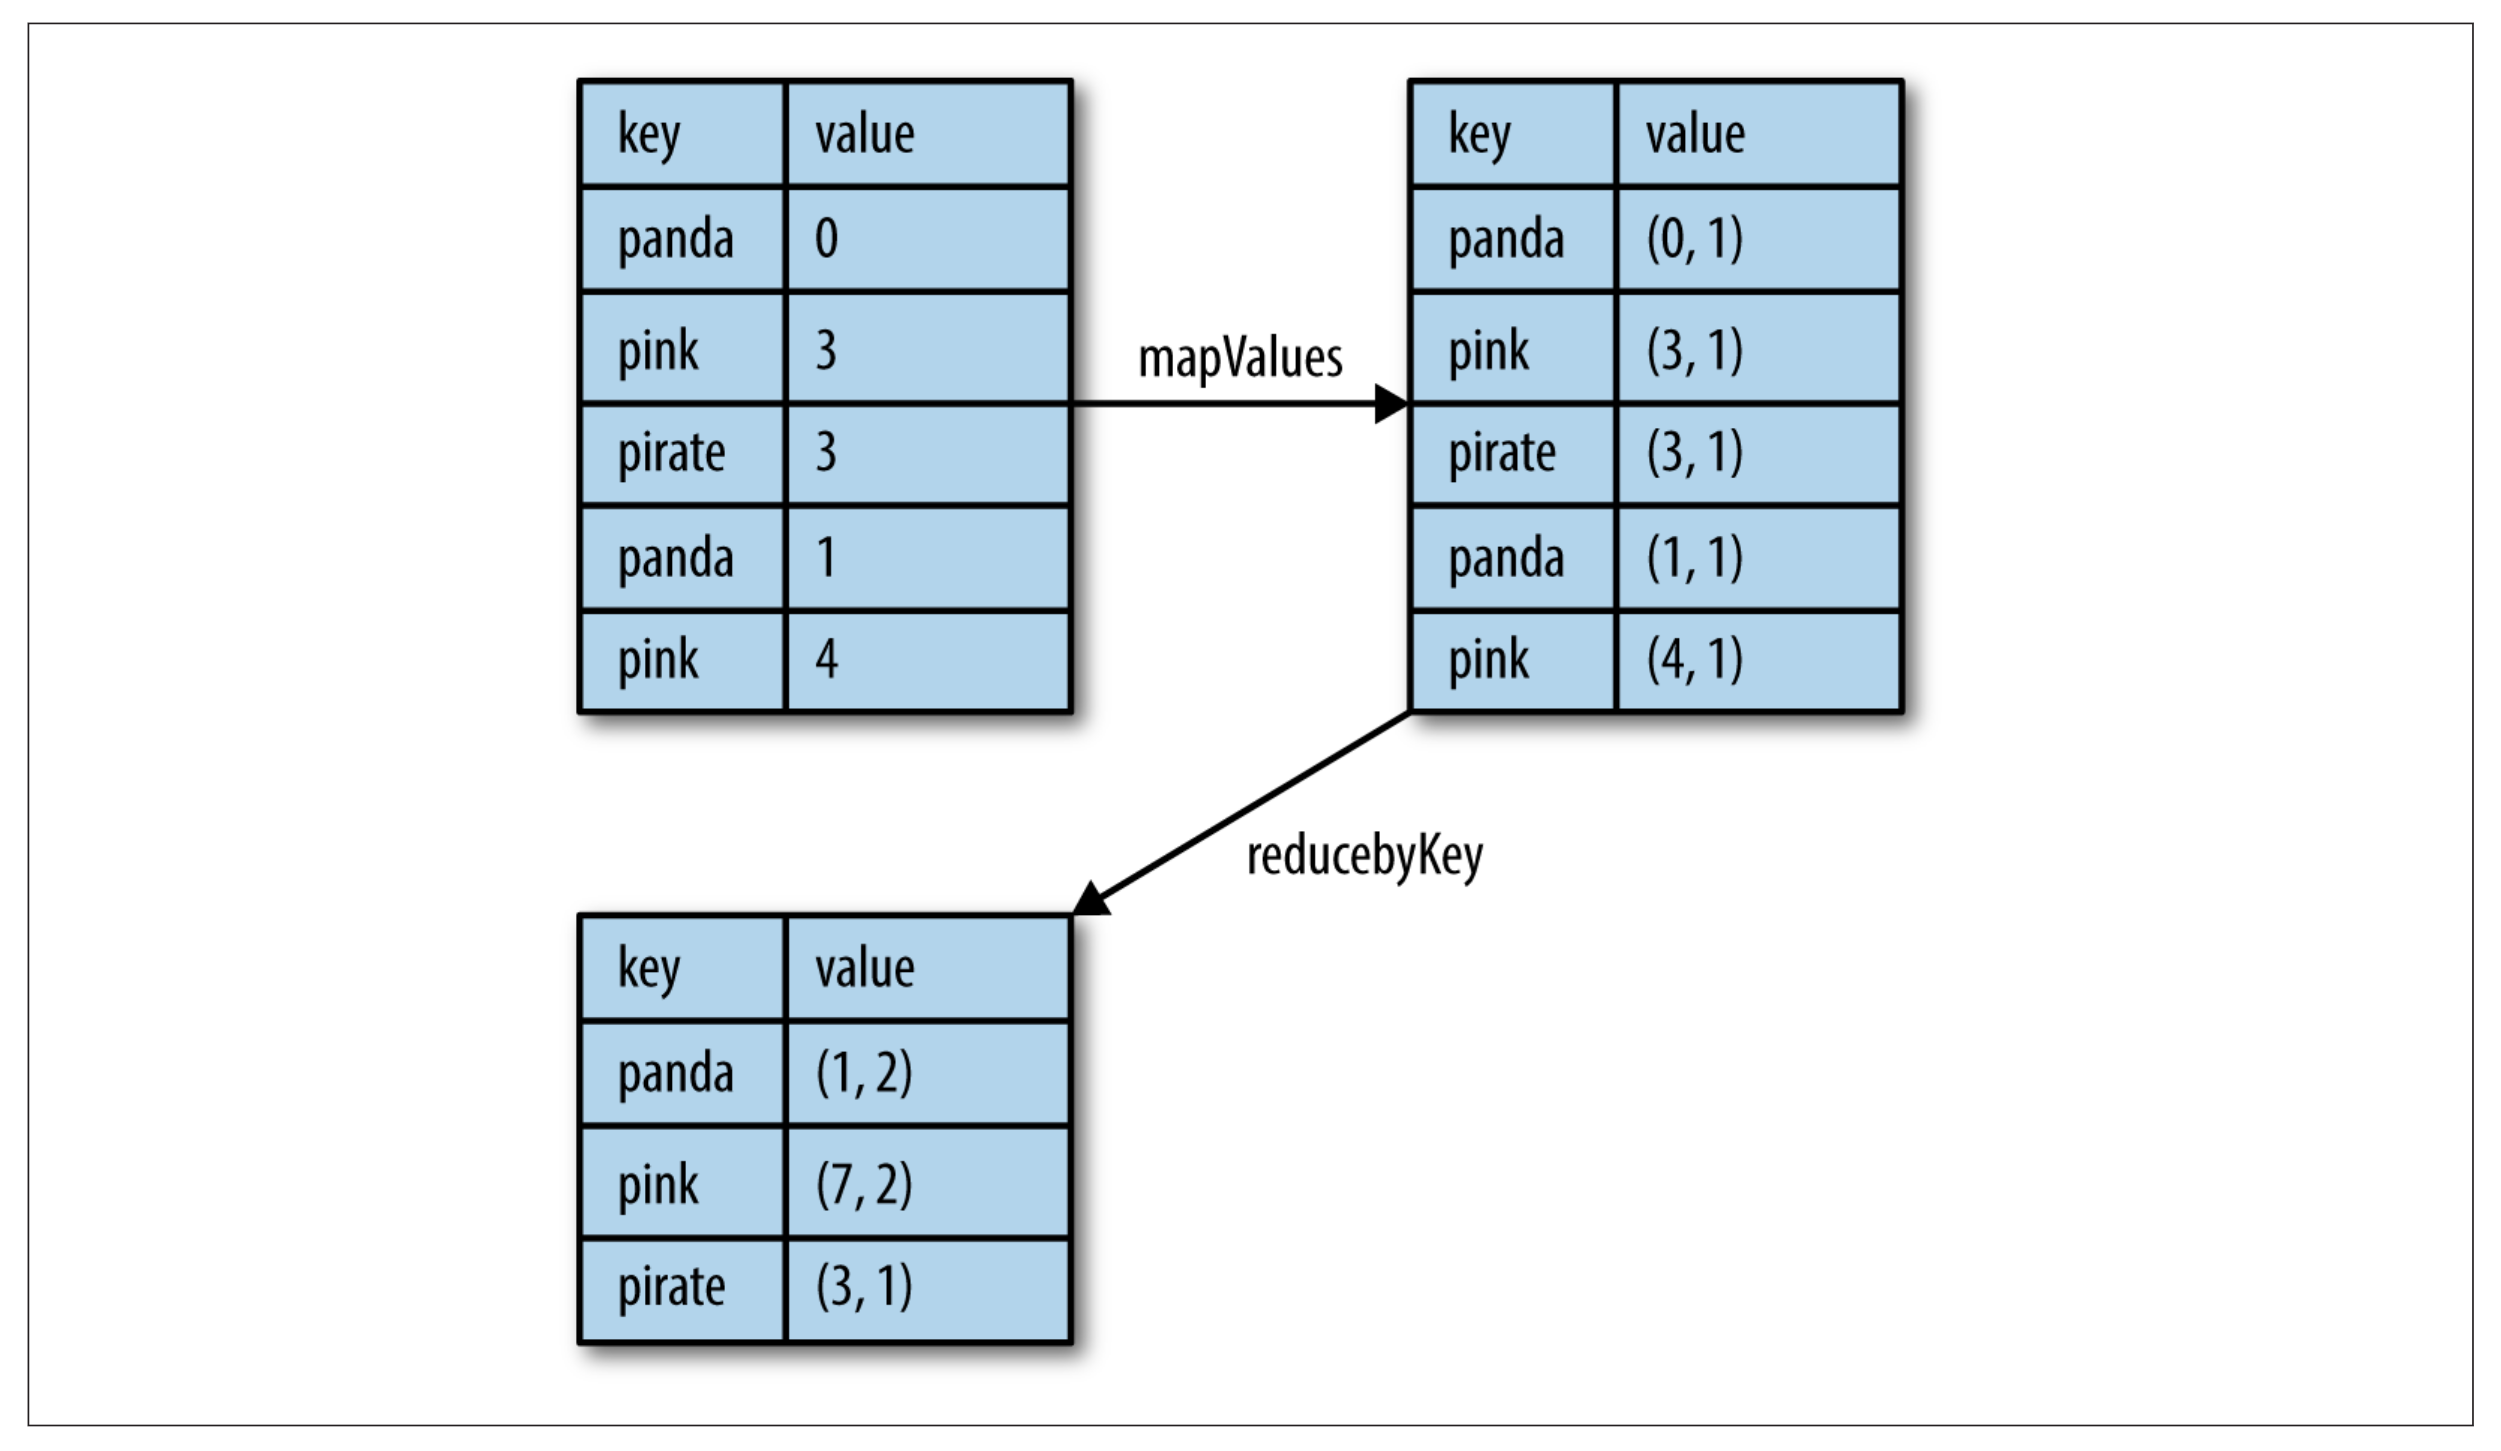 key value
panda 0
pink 3
pirate 3
panda 1
pink 4
mapValues
key value
panda (0, 1)
pink (3, 1)
pirate (3, 1)
panda (1, 1)
pink (4, 1)
reducebyKey
key value
panda (1, 2)
pink (7, 2)
pirate (3, 1)